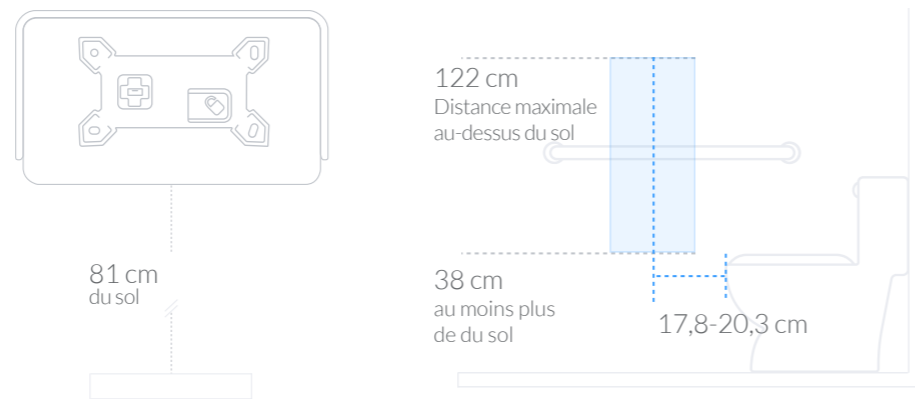 81 cm
du sol
122 cm
Distance maximale
au-dessus du sol
38 cm
au moins plus
de du sol
17,8-20,3 cm